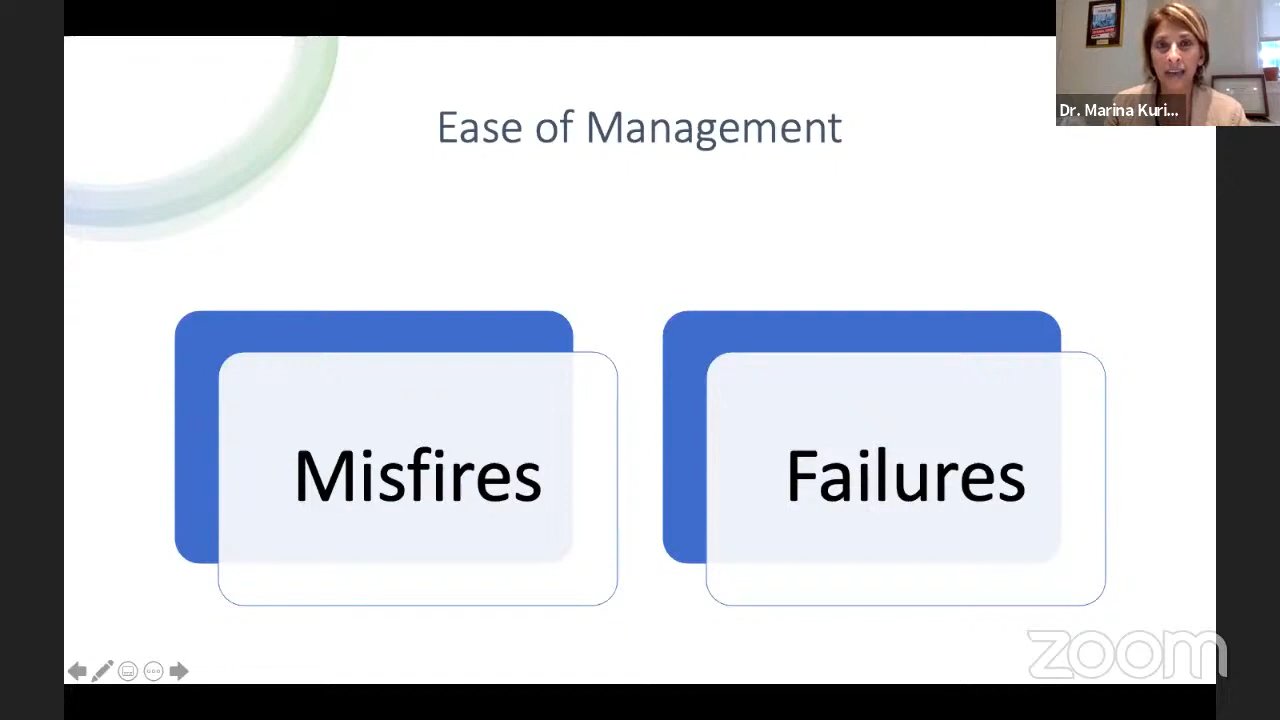 Ease of Management
Dr. Marina Kuri...
Misfires
Failures
zoom